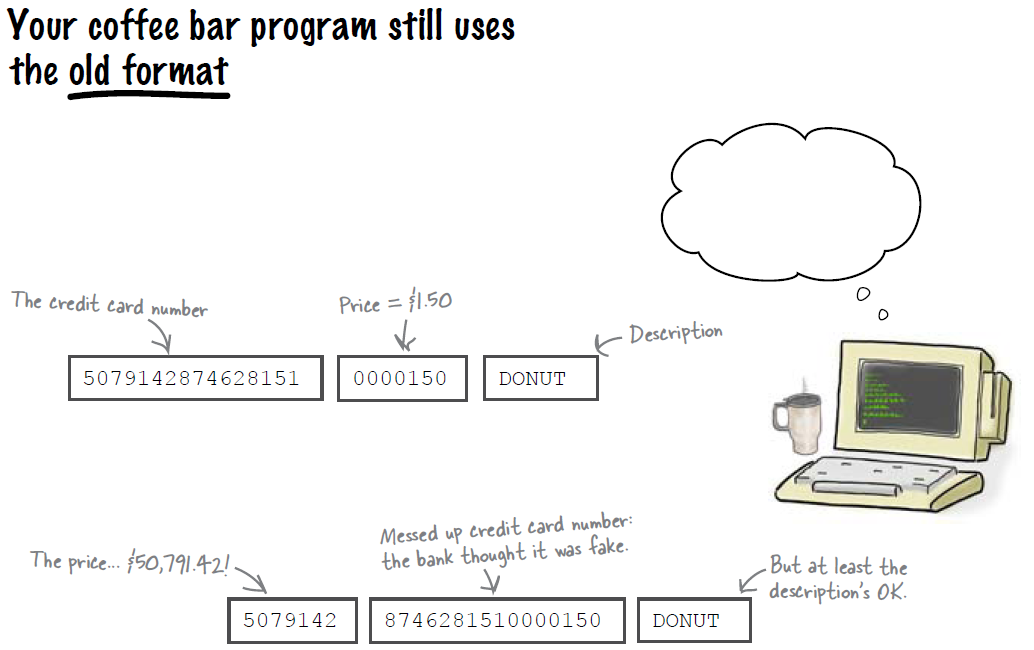 Your coffee bar program still uses
the old format
The credit card number
Price = $1.50
Description
5079142874628151
0000150
DONUT
The price... $50,791.42!
Messed up credit card number:
the bank thought it was fake.
But at least the
description's OK.
5079142
8746281510000150
DONUT